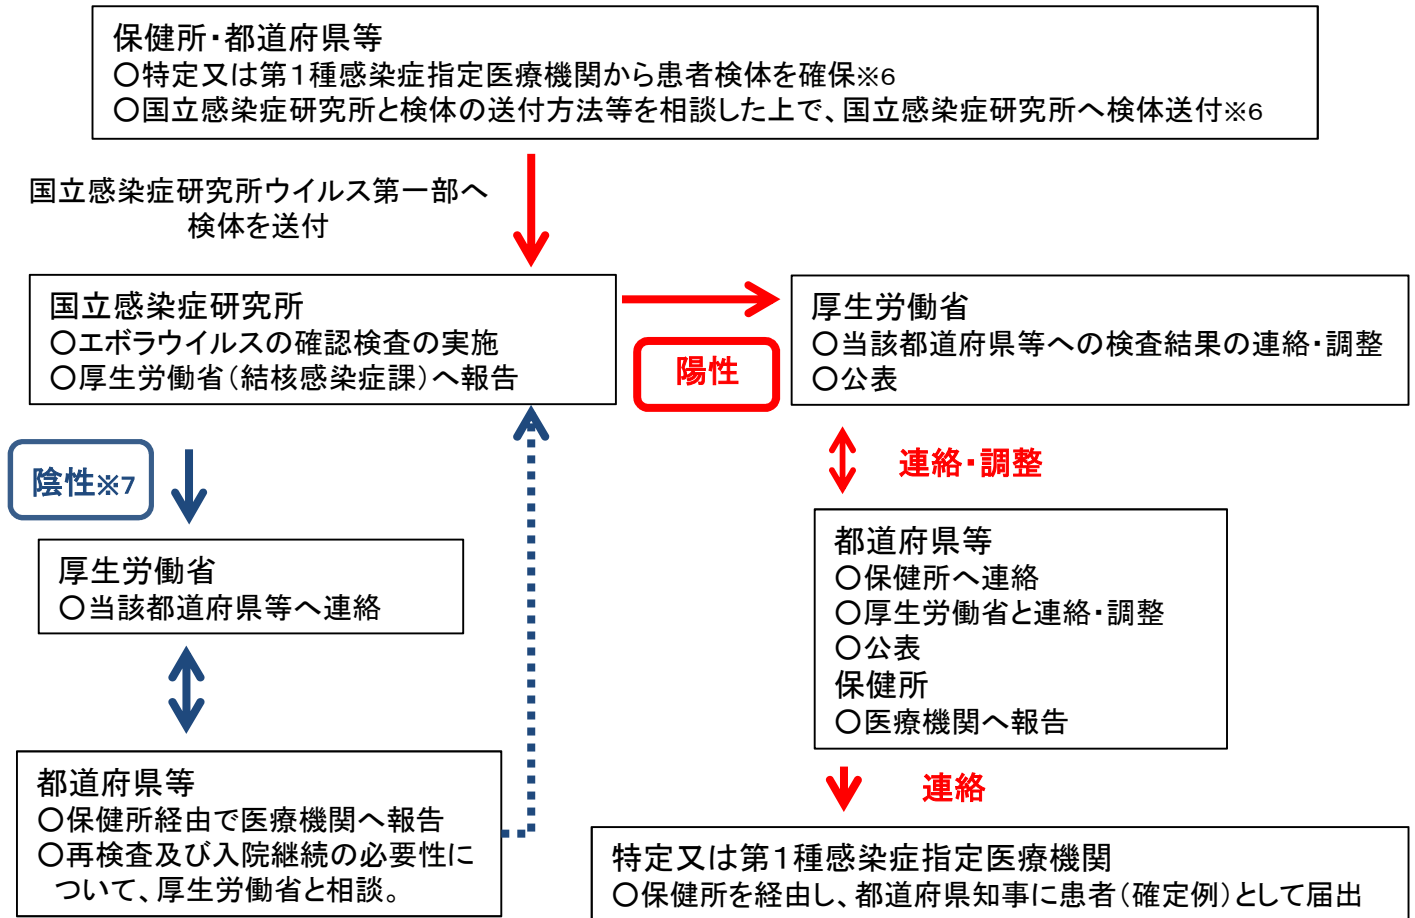 保健所・都道府県等
○特定又は第1種感染症指定医療機関から患者検体を確保※6
○国立感染症研究所と検体の送付方法等を相談した上で、国立感染症研究所へ検体送付※6
国立感染症研究所ウイルス第一部へ
検体を送付
国立感染症研究所
○エボラウイルスの確認検査の実施
○厚生労働省(結核感染症課)へ報告
陽性
厚生労働省
○当該都道府県等への検査結果の連絡・調整
○公表
陰性※7
連絡・調整
厚生労働省
○当該都道府県等へ連絡
都道府県等
○保健所へ連絡
○厚生労働省と連絡・調整
○公表
保健所
○医療機関へ報告
都道府県等
○保健所経由で医療機関へ報告
○再検査及び入院継続の必要性に
ついて、厚生労働省と相談。
連絡
特定又は第1種感染症指定医療機関
○保健所を経由し、都道府県知事に患者(確定例)として届出